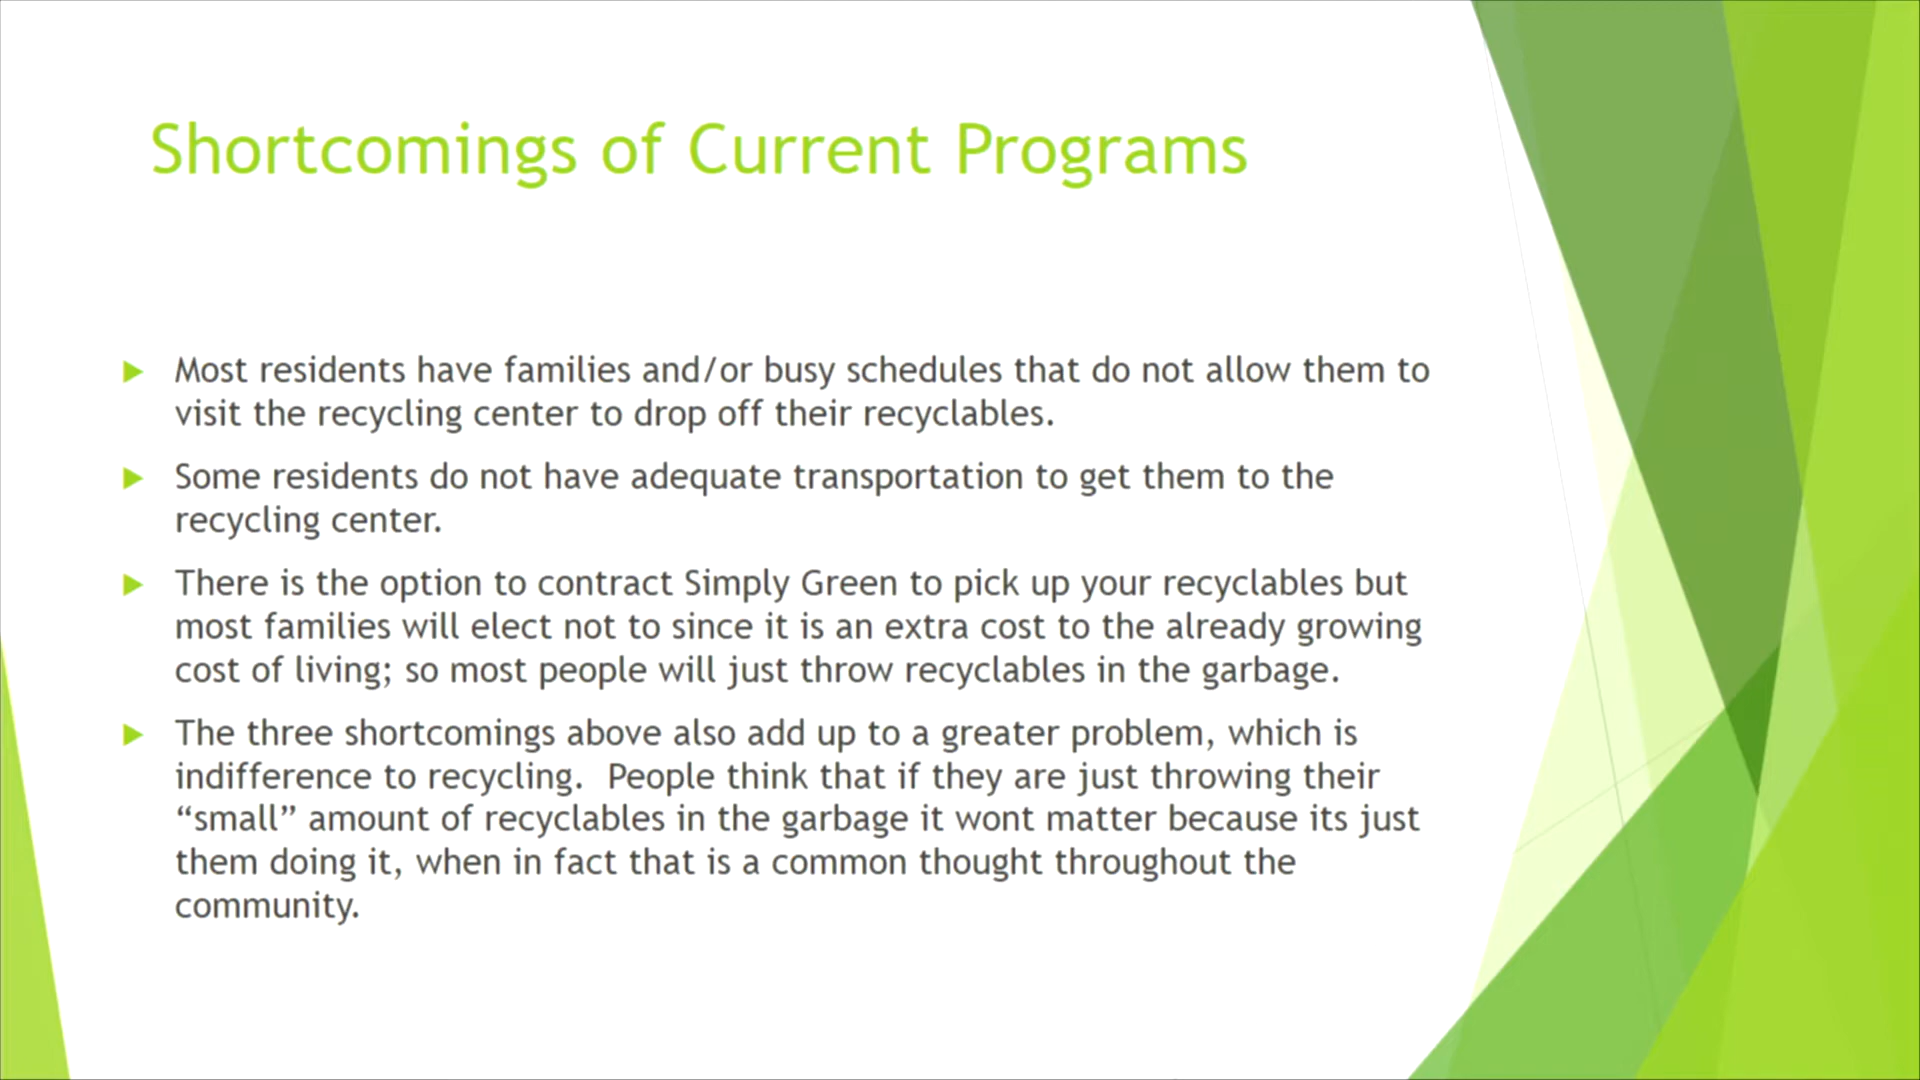 Shortcomings of Current Programs
Most residents have families and/or busy schedules that do not allow them to
visit the recycling center to drop off their recyclables.
Some residents do not have adequate transportation to get them to the
recycling center.
There is the option to contract Simply Green to pick up your recyclables but
most families will elect not to since it is an extra cost to the already growing
cost of living; so most people will just throw recyclables in the garbage.
The three shortcomings above also add up to a greater problem, which is
indifference to recycling.  People think that if they are just throwing their
“small” amount of recyclables in the garbage it wont matter because its just
them doing it, when in fact that is a common thought throughout the
community.